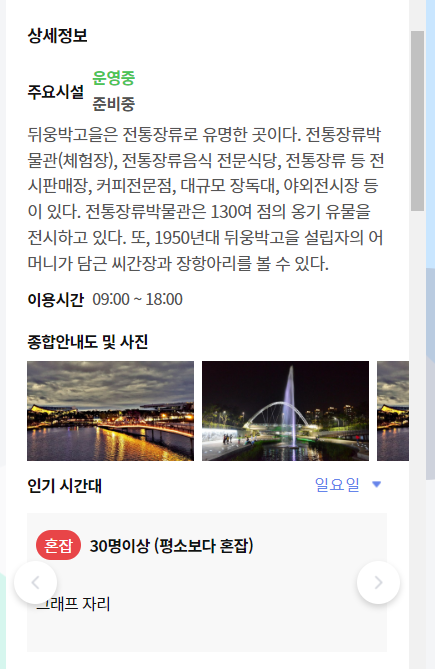 상세정보
주요시설 운영중
준비중
뒤웅박고을은 전통장류로 유명한 곳이다. 전통장류박
물관(체험장), 전통장류음식 전문식당, 전통장류 등 전
시판매장, 커피전문점, 대규모 장독대, 야외전시장 등
이 있다. 전통장류박물관은 130여 점의 옹기 유물을
전시하고 있다. 또, 1950년대 뒤웅박고을 설립자의 어
머니가 담근 씨간장과 장항아리를 볼 수 있다.
이용시간 09:00 ~ 18:00
종합안내도 및 사진
인기 시간대 일요일
혼잡 30명이상 (평소보다 혼잡)
그래프 자리